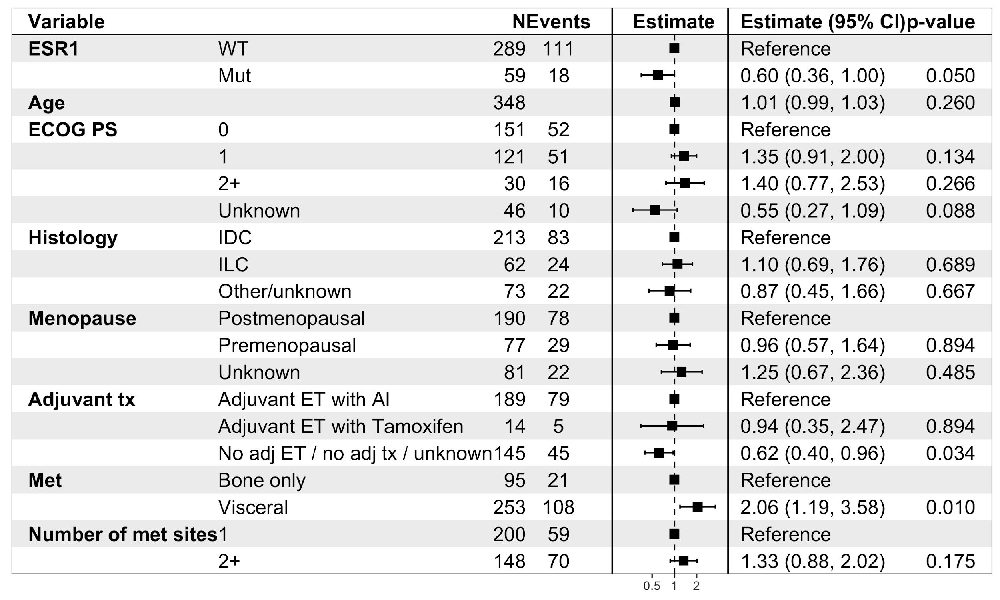 Variable NEvents Estimate Estimate (95% CI)p-value
ESR1 WT 289 111 Reference
Mut 59 18 0.60 (0.36, 1.00) 0.050
Age 348 1.01 (0.99, 1.03) 0.260
ECOG PS 0 151 52 Reference
1 121 51 1.35 (0.91, 2.00) 0.134
2+ 30 16 1.40 (0.77, 2.53) 0.266
Unknown 46 10 0.55 (0.27, 1.09) 0.088
Histology IDC 213 83 Reference
ILC 62 24 1.10 (0.69, 1.76) 0.689
Other/unknown 73 22 0.87 (0.45, 1.66) 0.667
Menopause Postmenopausal 190 78 Reference
Premenopausal 77 29 0.96 (0.57, 1.64) 0.894
Unknown 81 22 1.25 (0.67, 2.36) 0.485
Adjuvant tx Adjuvant ET with AI 189 79 Reference
Adjuvant ET with Tamoxifen 14 5 0.94 (0.35, 2.47) 0.894
No adj ET / no adj tx / unknown 145 45 0.62 (0.40, 0.96) 0.034
Met Bone only 95 21 Reference
Visceral 253 108 2.06 (1.19, 3.58) 0.010
Number of met sites 1 200 59 Reference
2+ 148 70 1.33 (0.88, 2.02) 0.175
0.5 1 2